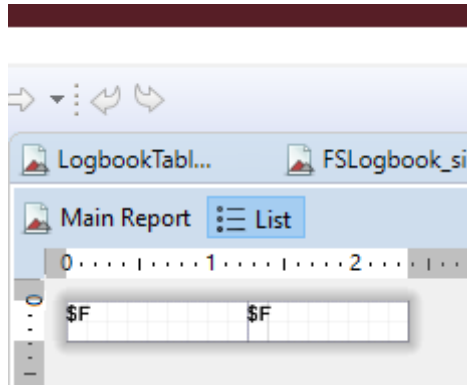 LogbookTabl... FSLogbook_si
Main Report List
0 1 2
0
$F $F